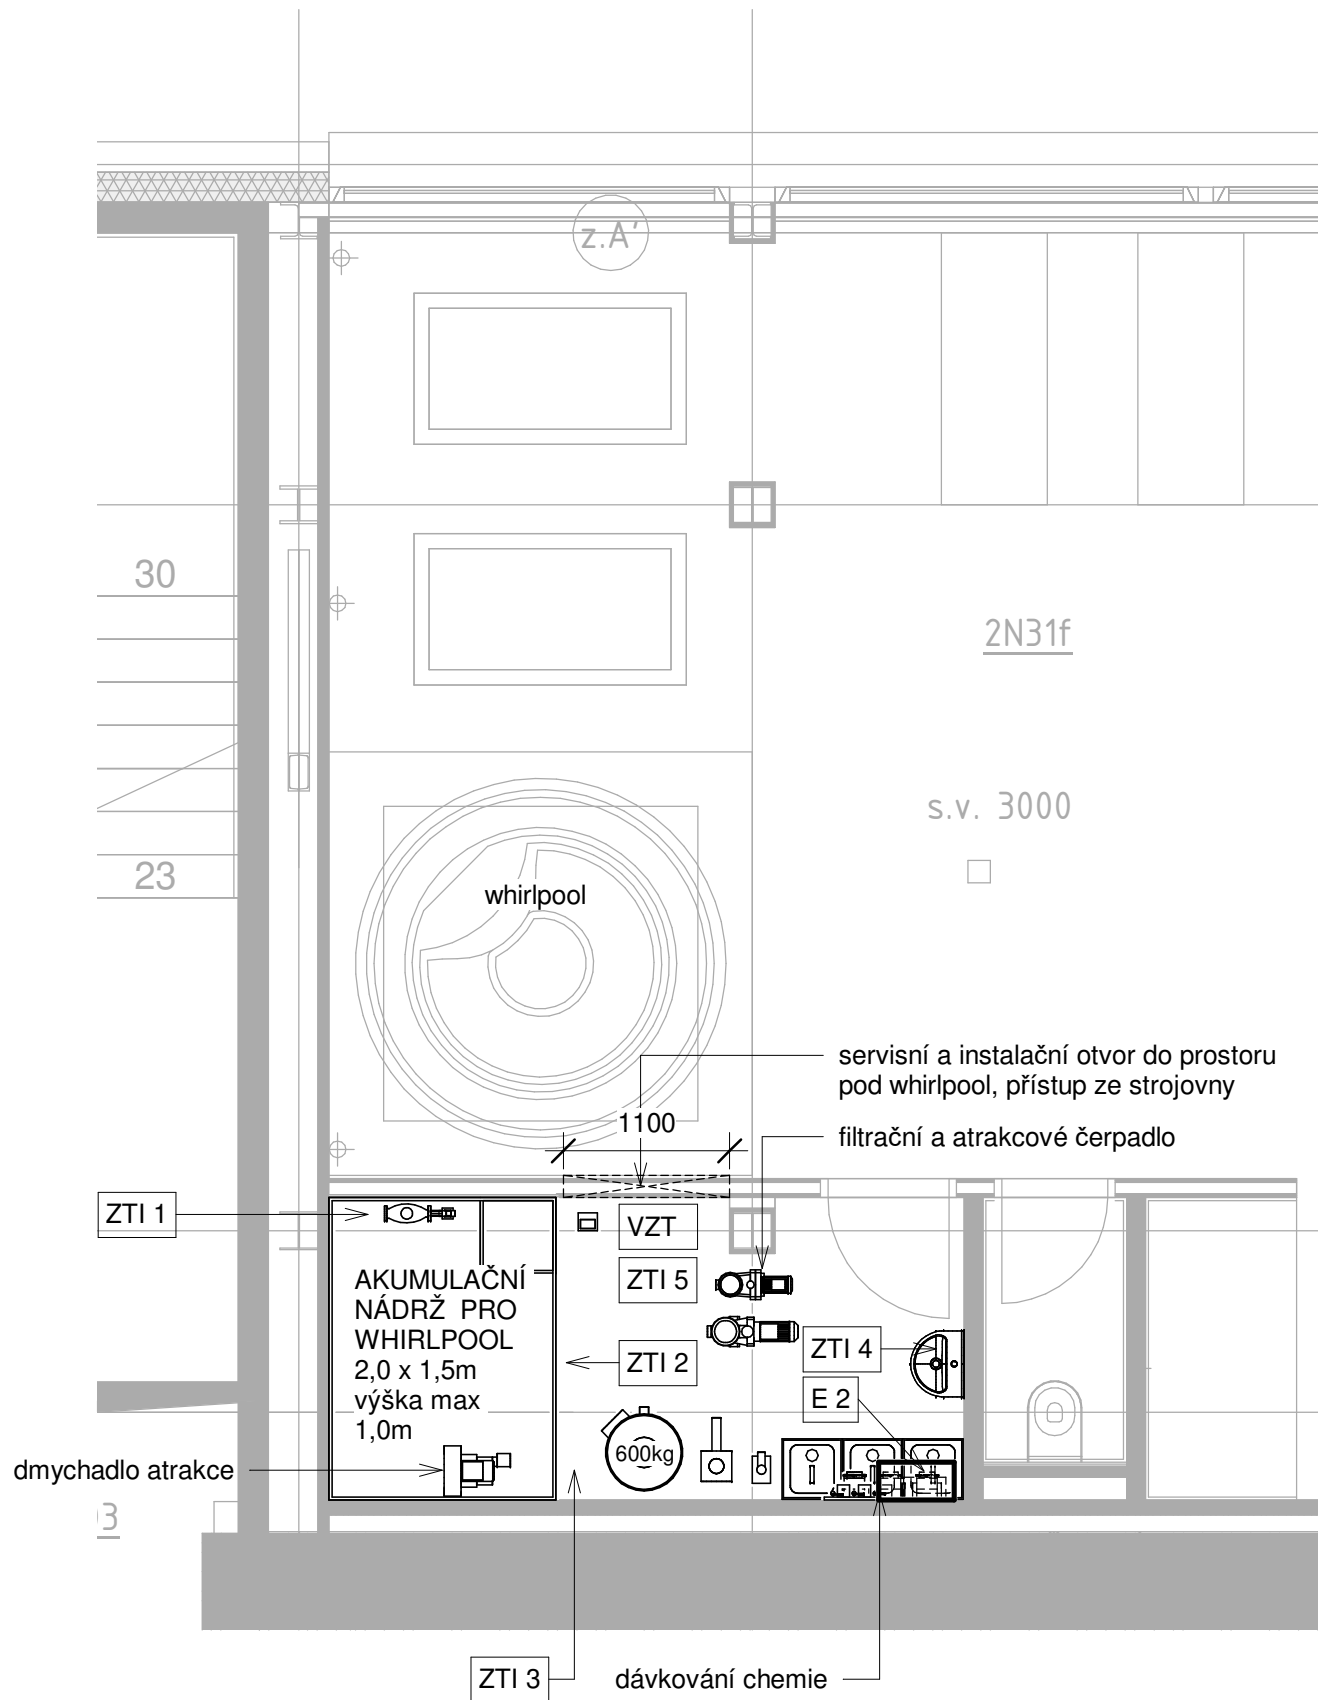 z.A'
30
2N31f
s.v. 3000
23
whirlpool
servisní a instalační otvor do prostoru
pod whirlpool, přístup ze strojovny
1100
filtrační a atrakcové čerpadlo
ZTI 1
VZT
ZTI 5
AKUMULAČNÍ
NÁDRŽ PRO
WHIRLPOOL
2,0 x 1,5m
výška max
1,0m
ZTI 2
ZTI 4
E 2
600kg
dmychadlo atrakce
ZTI 3
dávkování chemie